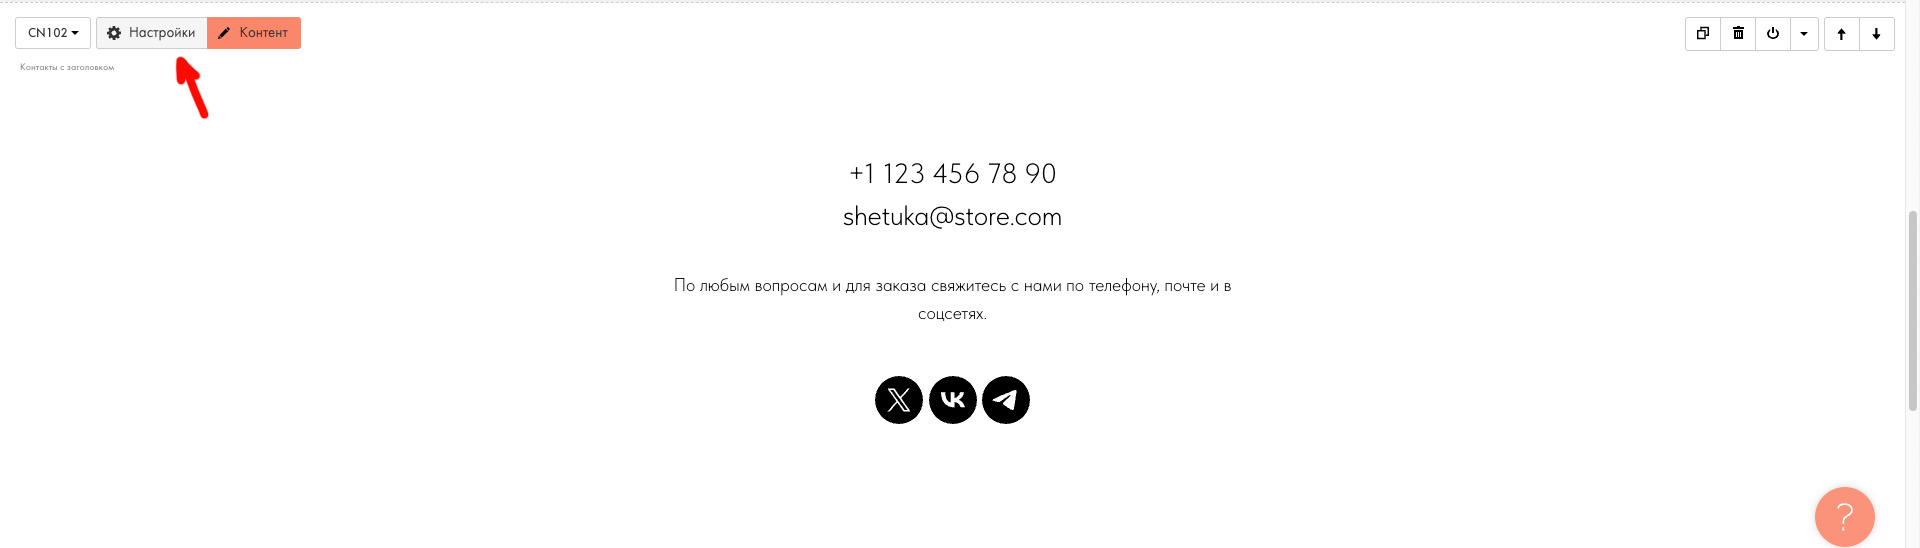 CN102
Настройки
Контент
Контакты с заголовком
+1 123 456 78 90
shetuka@store.com
По любым вопросам и для заказа свяжитесь с нами по телефону, почте и в
соцсетях.
?